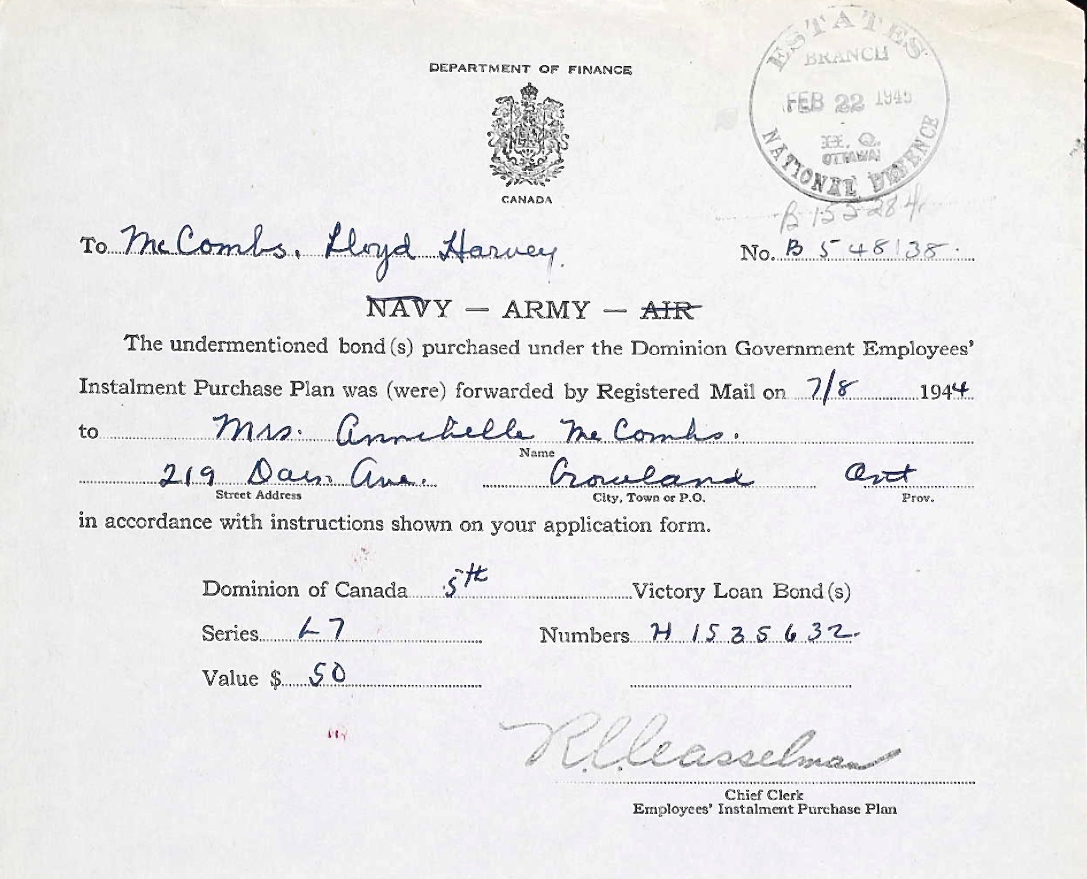 DEPARTMENT OF FINANCE
CANADA
ESTATES
BRANCH
FEB 22 1945
H. Q.
OTTAWA
NATIONAL DEFENCE
B 155284
To McCombs, Lloyd Harvey.
No. B 548138.
NAVY — ARMY — AIR
The undermentioned bond(s) purchased under the Dominion Government Employees'
Instalment Purchase Plan was (were) forwarded by Registered Mail on 7/8 1944
to Mrs. Annibelle McCombs.
Name
219 Dain Ave. Crowland Ont
Street Address City, Town or P.O. Prov.
in accordance with instructions shown on your application form.
Dominion of Canada 5th Victory Loan Bond(s)
Series L7 Numbers H 1535632.
Value $ 50
Chief Clerk
Employees' Instalment Purchase Plan